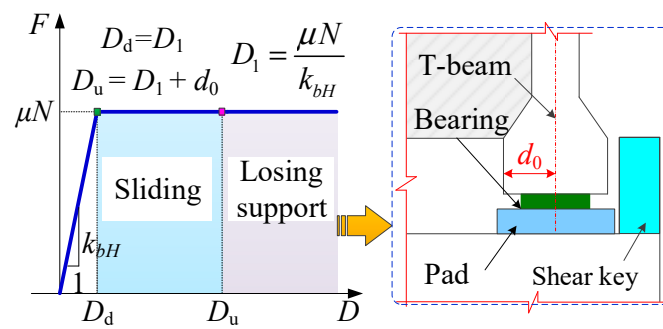 F
D_d=D_1
D_u = D_1 + d_0
D_1 = μN / k_bH
μN
Sliding
Losing
support
k_bH
1
D_d
D_u
D
T-beam
Bearing
d_0
Pad
Shear key